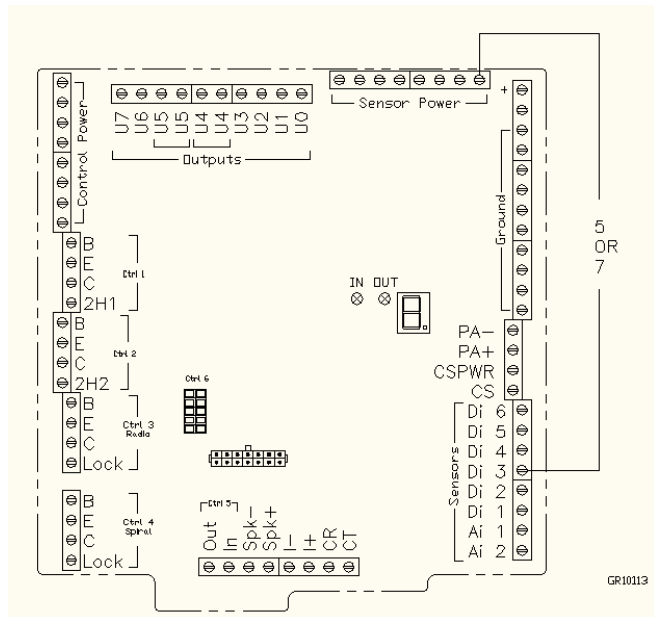 Sensor Power
+
Control Power
U7 U6 U5 U5 U4 U4 U3 U2 U1 U0
Outputs
Ground
5
OR
7
B
E
C
2H1
Ctrl 1
IN OUT
B
E
C
2H2
Ctrl 2
PA-
PA+
CSPWR
CS
Ctrl 6
B
E
C
Lock
Ctrl 3
Radio
Sensors
Di 6
Di 5
Di 4
Di 3
Di 2
Di 1
Ai 1
Ai 2
B
E
C
Lock
Ctrl 4
Spiral
Ctrl 5
Out In Spk- Spk+ I- I+ CR CT
GR10113